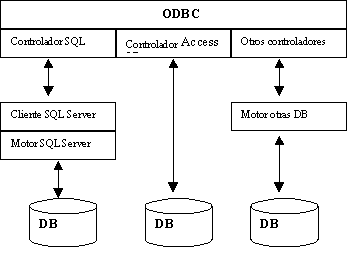 ODBC
Controlador SQL
Controlador Access
Otros controladores
Cliente SQL Server
Motor SQL Server
Motor otras DB
DB
DB
DB